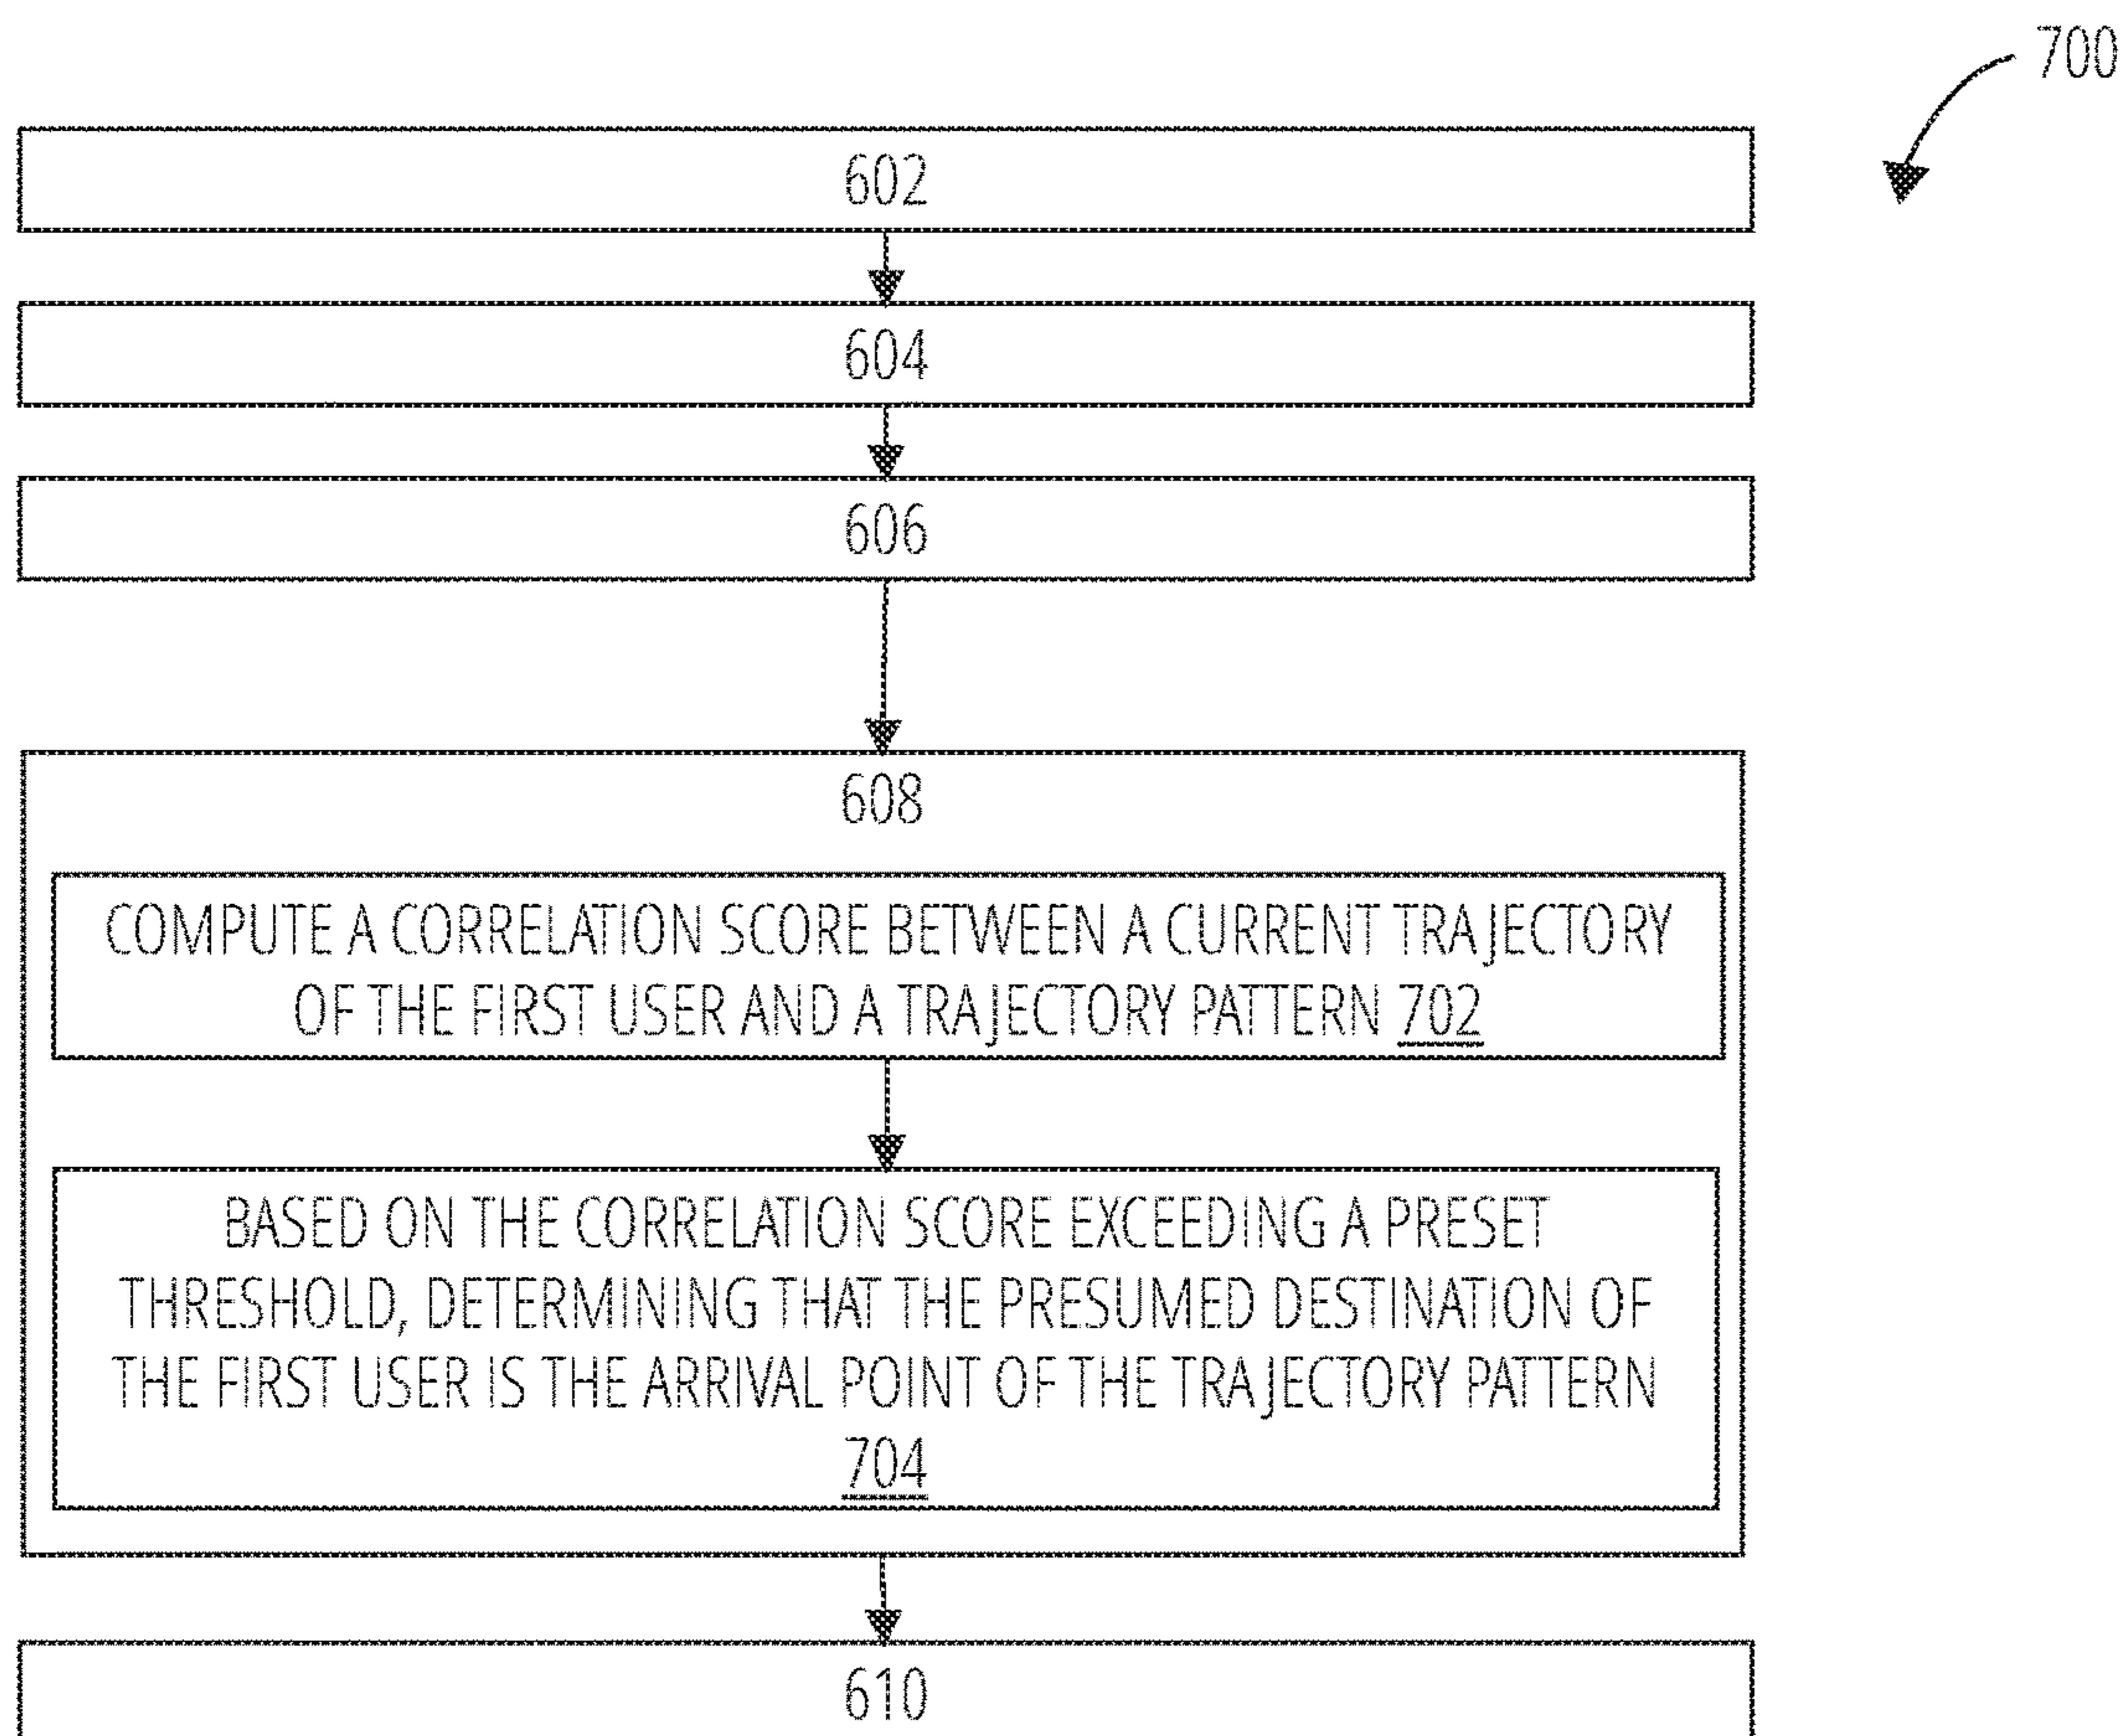 700
602
604
606
608
COMPUTE A CORRELATION SCORE BETWEEN A CURRENT TRAJECTORY
OF THE FIRST USER AND A TRAJECTORY PATTERN 702
BASED ON THE CORRELATION SCORE EXCEEDING A PRESET
THRESHOLD, DETERMINING THAT THE PRESUMED DESTINATION OF
THE FIRST USER IS THE ARRIVAL POINT OF THE TRAJECTORY PATTERN
704
610